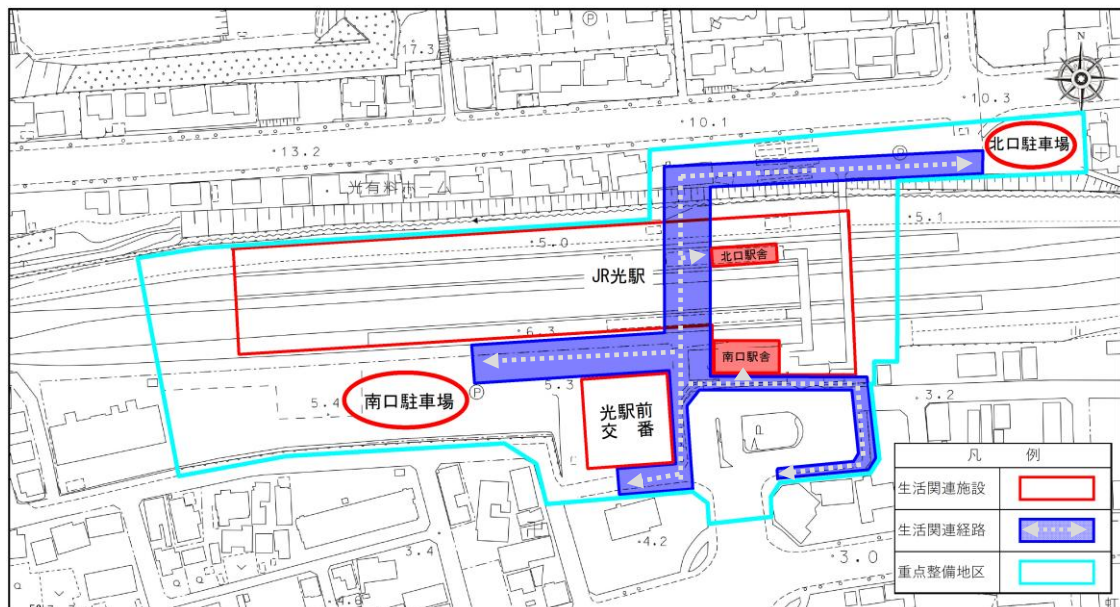 17.3
P
N
10.3
10.1
北口駐車場
13.2
P
光有料ホーム
5.1
5.0
北口駅舎
JR光駅
6.3
南口駅舎
5.3
P
3.2
5.4
南口駐車場
光駅前
交 番
凡 例
生活関連施設
生活関連経路
重点整備地区
4.2
3.4
3.0